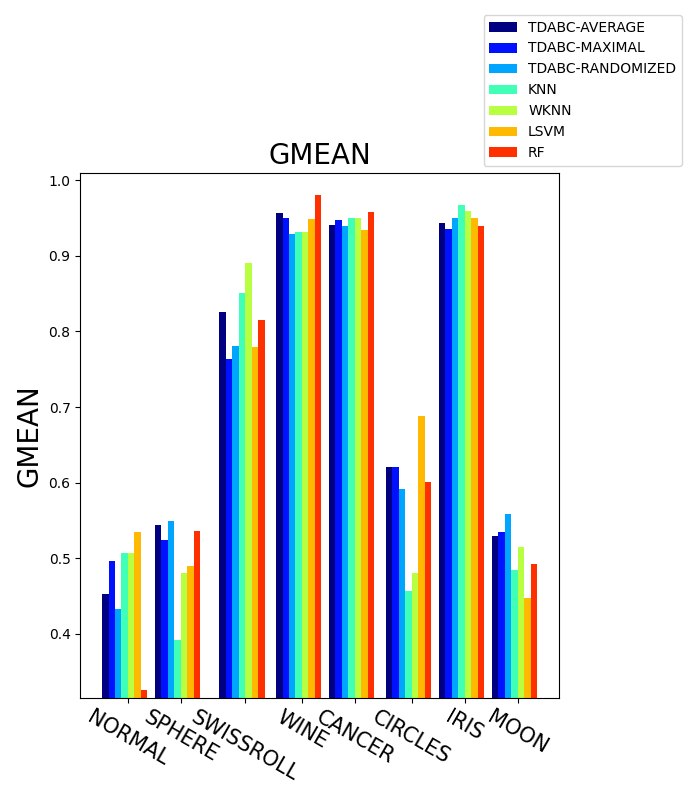 TDABC-AVERAGE
TDABC-MAXIMAL
TDABC-RANDOMIZED
KNN
WKNN
LSVM
RF
GMEAN
1.0
0.9
0.8
0.7
0.6
0.5
0.4
GMEAN
NORMAL
SPHERE
SWISSROLL
WINE
CANCER
CIRCLES
IRIS
MOON